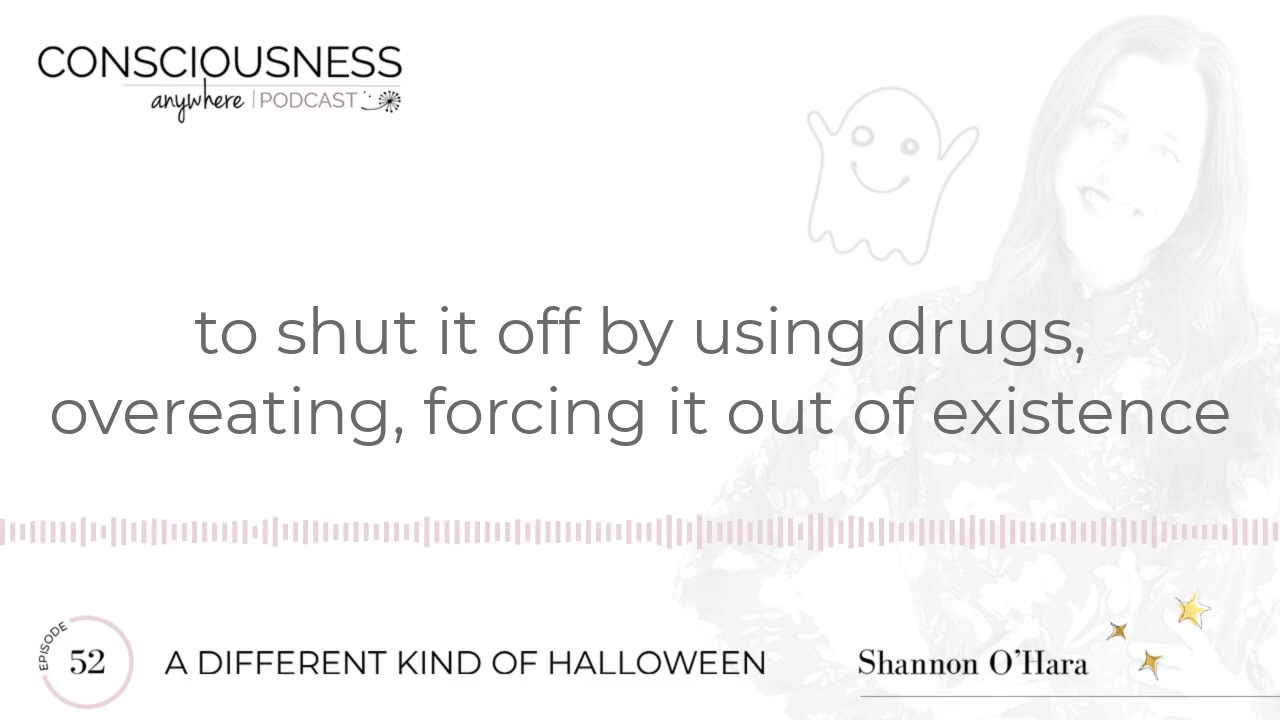 CONSCIOUSNESS
anywhere | PODCAST
to shut it off by using drugs,
overeating, forcing it out of existence
EPISODE
52
A DIFFERENT KIND OF HALLOWEEN
Shannon O'Hara